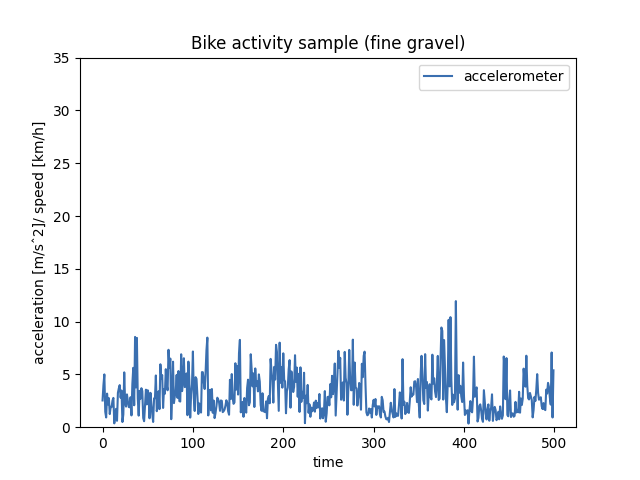 Bike activity sample (fine gravel)
accelerometer
35
30
25
20
15
10
5
0
acceleration [m/s^2]/ speed [km/h]
0 100 200 300 400 500
time